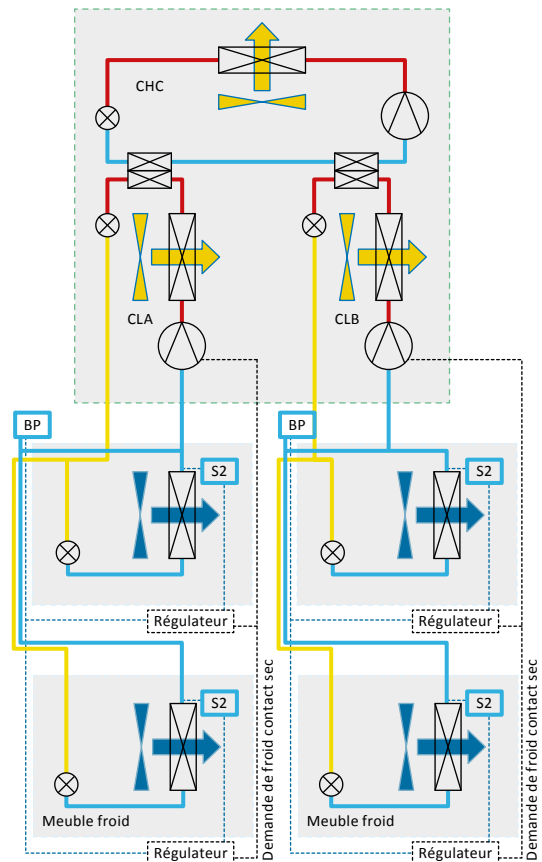 CHC
CLA
CLB
BP
BP
S2
S2
Régulateur
Régulateur
S2
S2
Meuble froid
Meuble froid
Régulateur
Régulateur
Demande de froid contact sec
Demande de froid contact sec